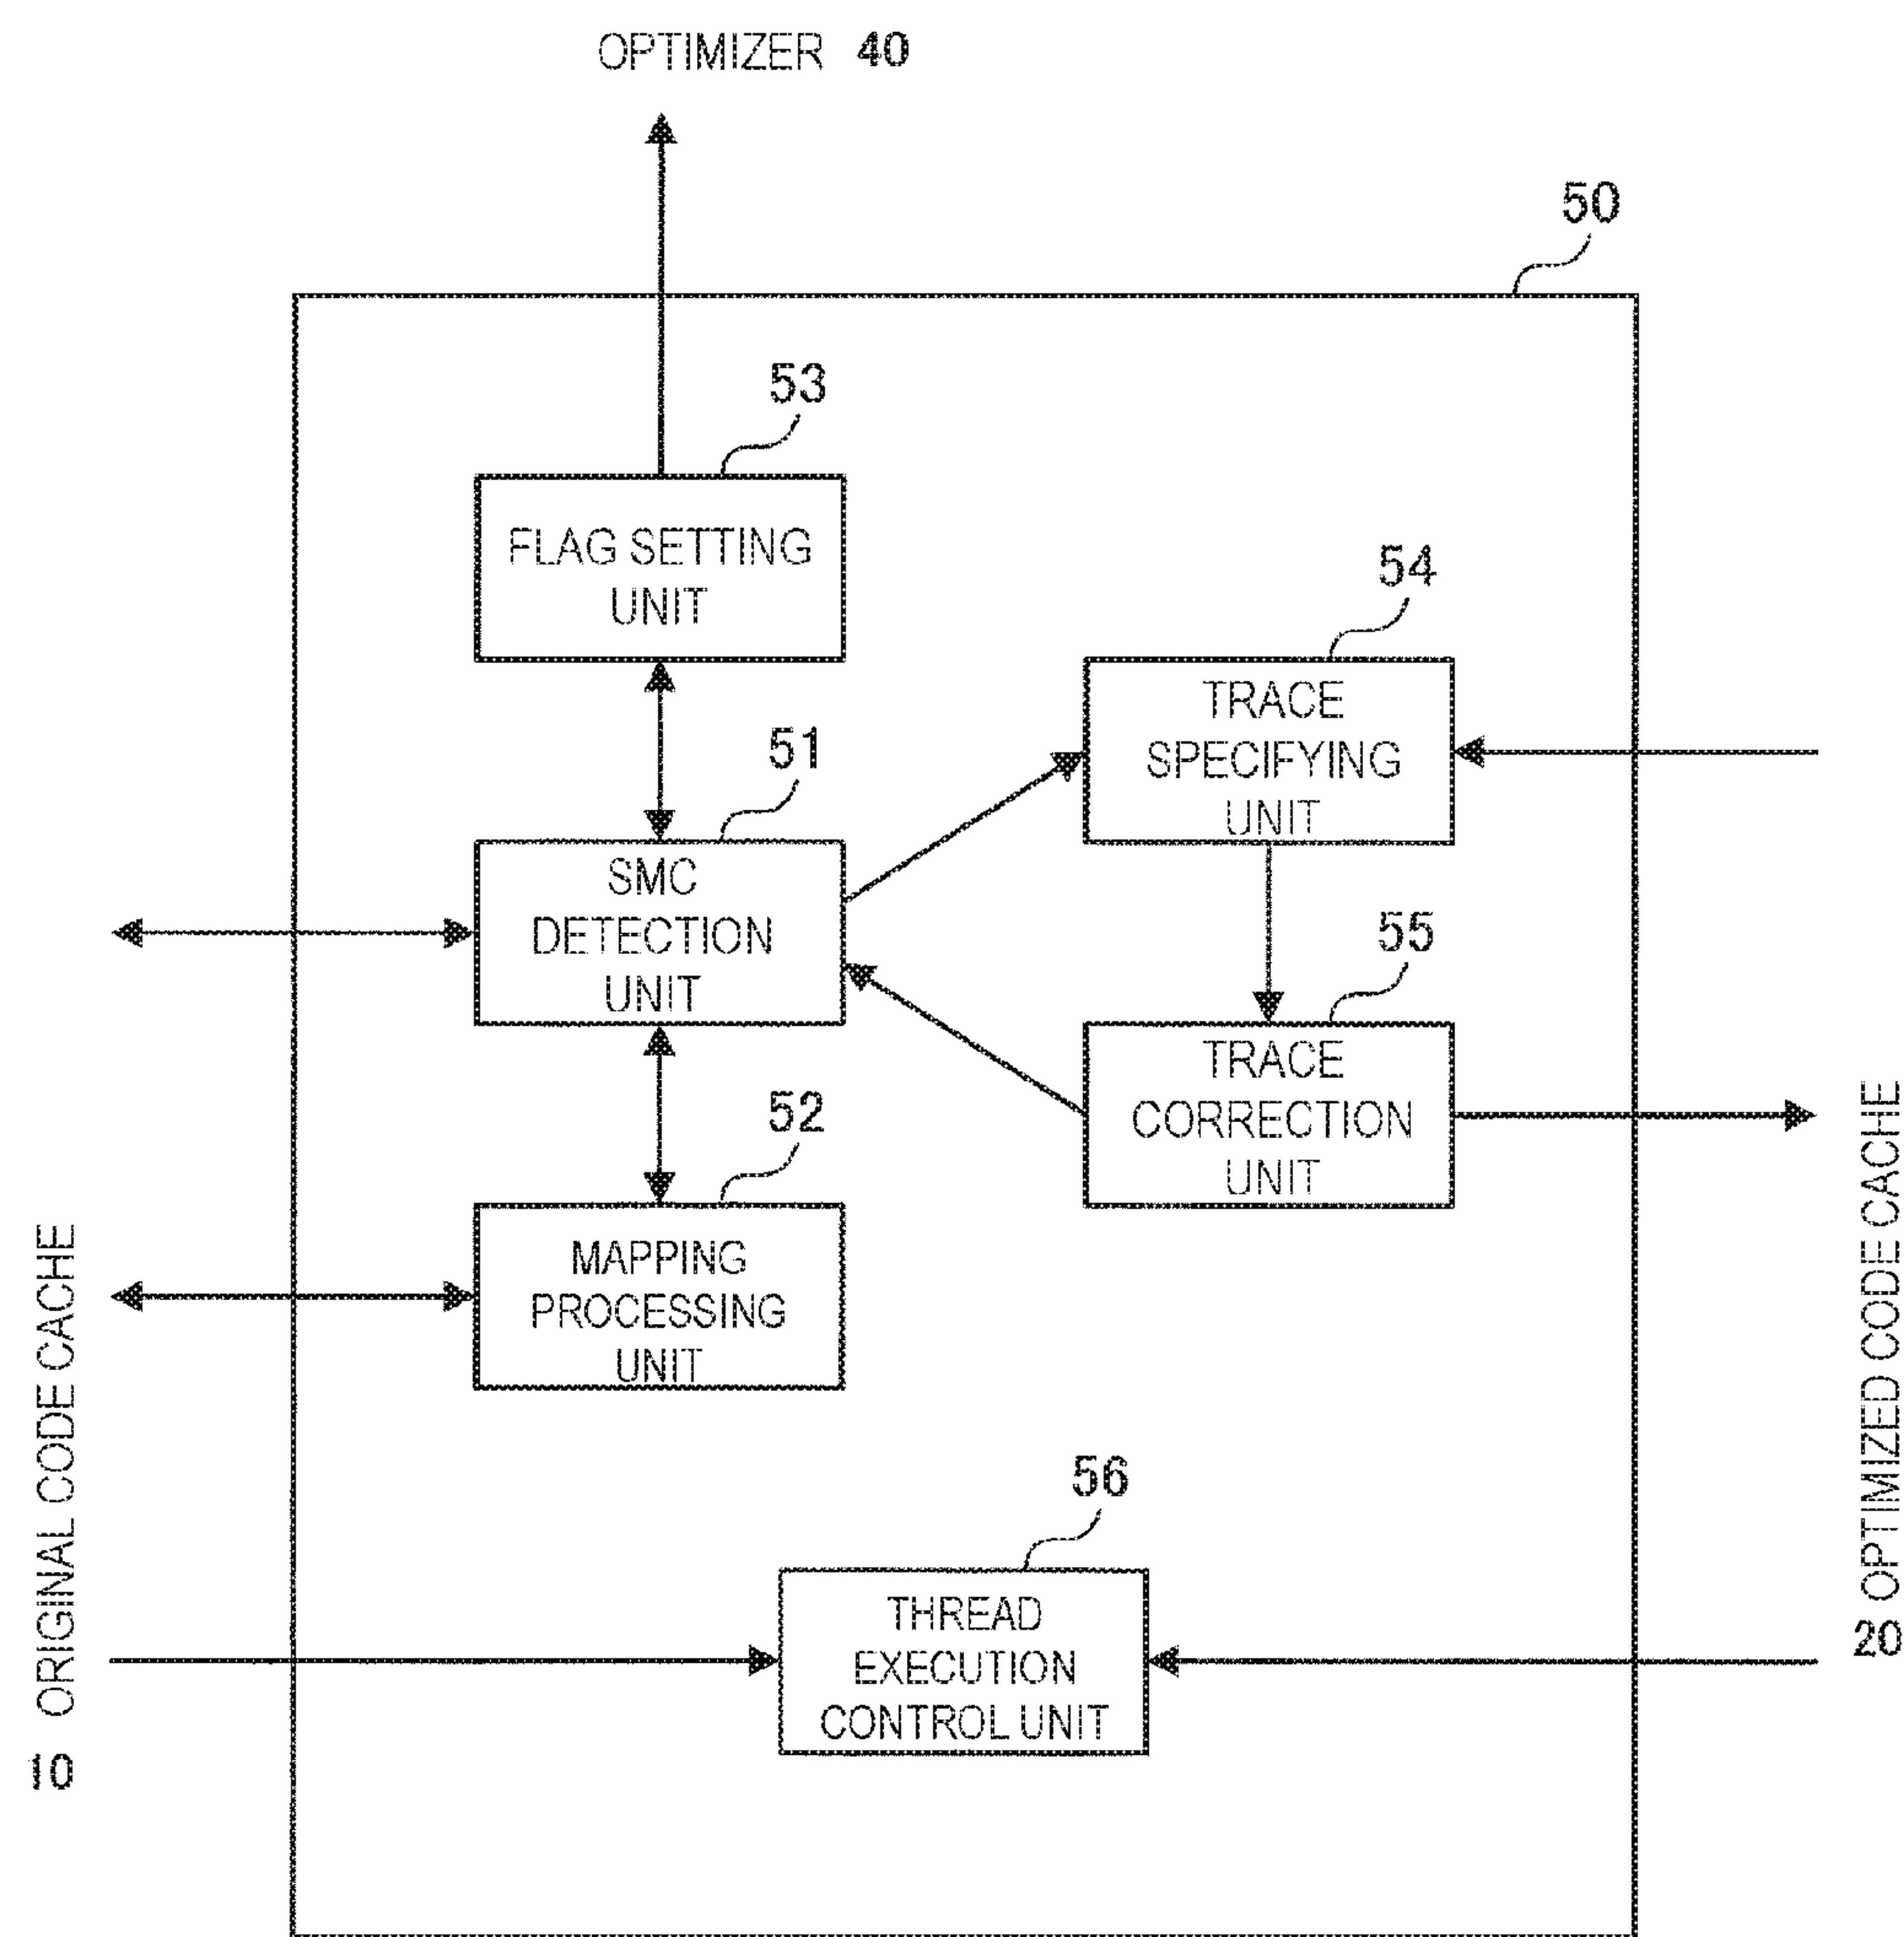 OPTIMIZER 40
50
53
FLAG SETTING
UNIT
54
TRACE
SPECIFYING
UNIT
51
SMC
DETECTION
UNIT
55
TRACE
CORRECTION
UNIT
52
MAPPING
PROCESSING
UNIT
56
THREAD
EXECUTION
CONTROL UNIT
10 ORIGINAL CODE CACHE
20 OPTIMIZED CODE CACHE